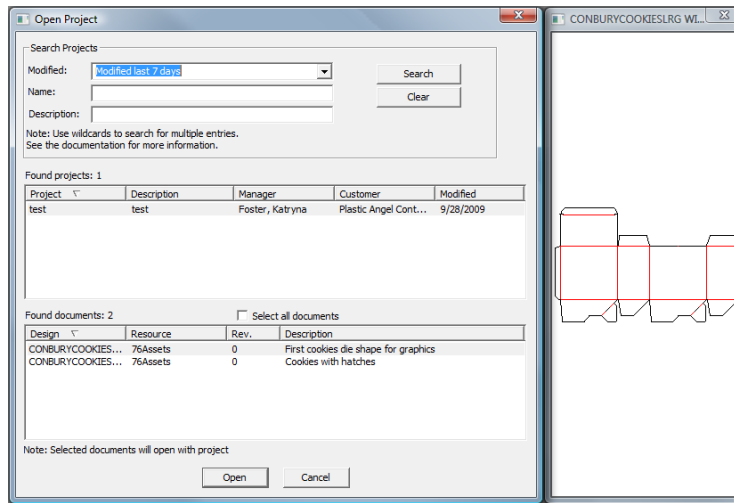 Open Project
CONBURYCOOKIESLRG WI...
Search Projects
Modified: Modified last 7 days
Search
Name:
Clear
Description:
Note: Use wildcards to search for multiple entries.
See the documentation for more information.
Found projects: 1
Project Description Manager Customer Modified
test test Foster, Katryna Plastic Angel Cont... 9/28/2009
Found documents: 2 Select all documents
Design Resource Rev. Description
CONBURYCOOKIES... 76Assets 0 First cookies die shape for graphics
CONBURYCOOKIES... 76Assets 0 Cookies with hatches
Note: Selected documents will open with project
Open Cancel